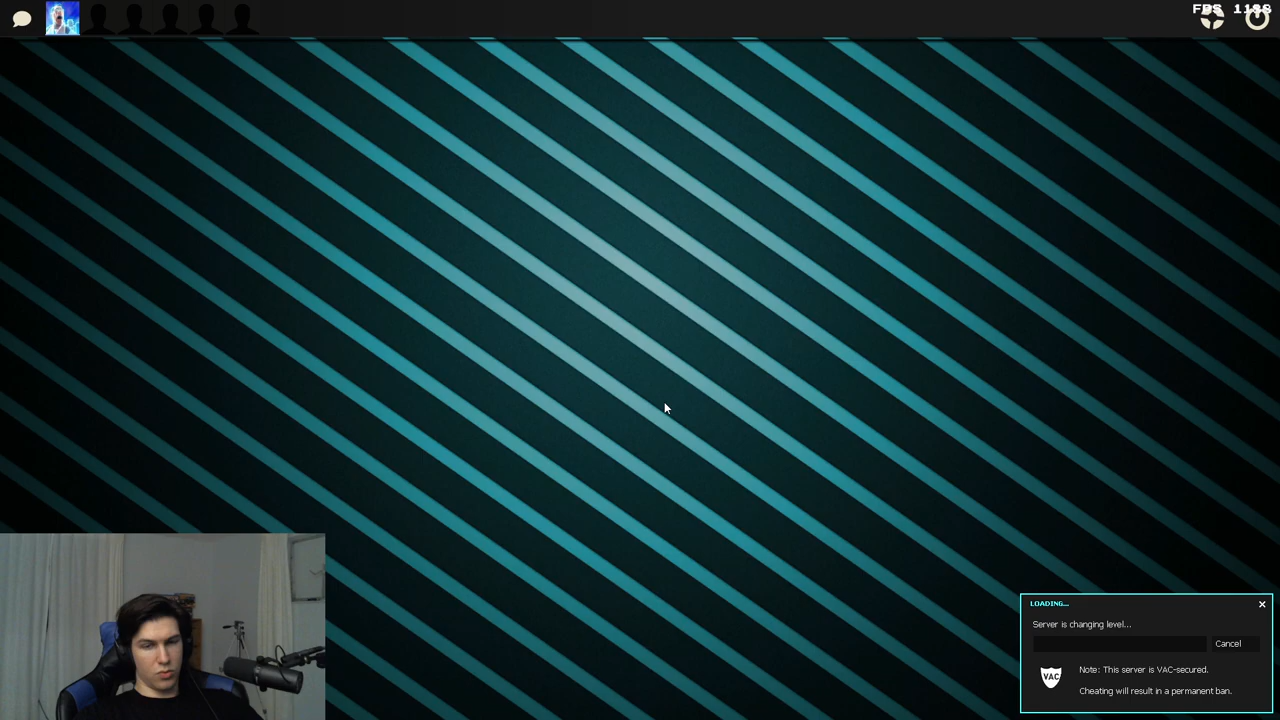 FPS 1188
LOADING...
Server is changing level...
Cancel
VAC
Note: This server is VAC-secured.
Cheating will result in a permanent ban.